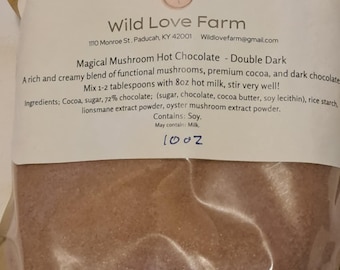 Wild Love Farm
1110 Monroe St, Paducah, KY 42001 Wildlovefarm@gmail.com
Magical Mushroom Hot Chocolate - Double Dark
A rich and creamy blend of functional mushrooms, premium cocoa, and dark chocolate
Mix 1-2 tablespoons with 8oz hot milk, stir very well!
Ingredients; Cocoa, sugar, 72% chocolate; (sugar, chocolate, cocoa butter, soy lecithin), rice starch,
lionsmane extract powder, oyster mushroom extract powder.
Contains: Soy.
May contain: Milk,
10oz